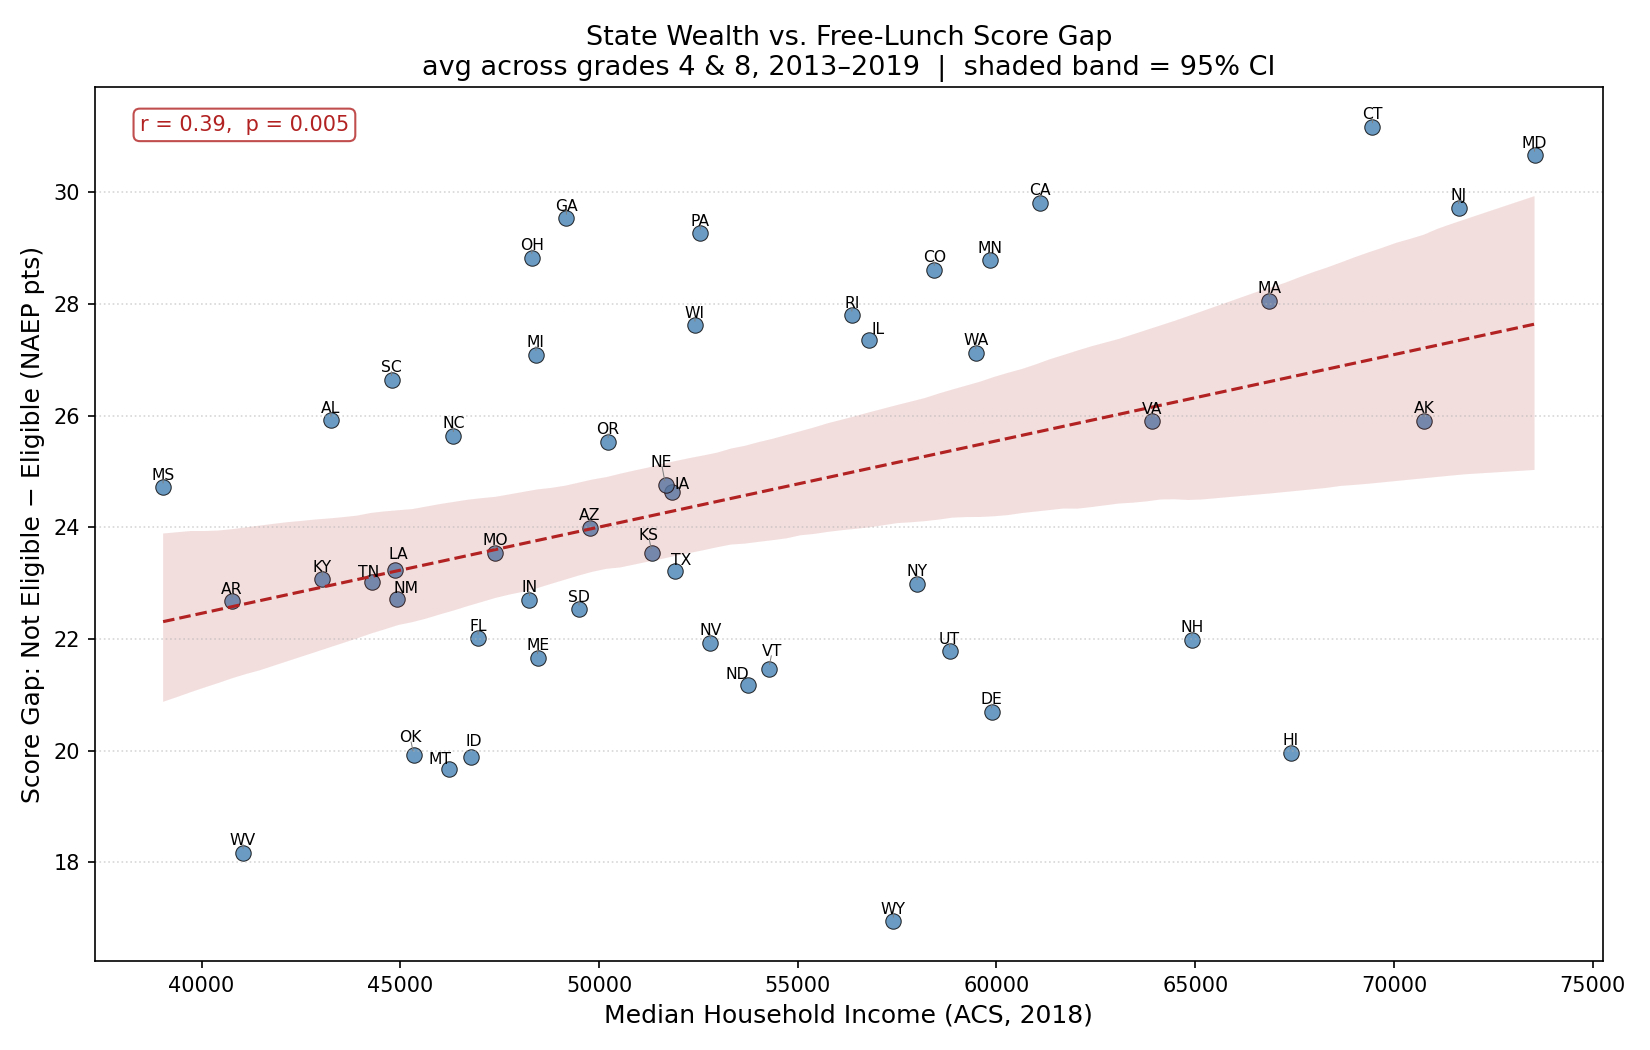 State Wealth vs. Free-Lunch Score Gap
avg across grades 4 & 8, 2013–2019 | shaded band = 95% CI
r = 0.39, p = 0.005
Score Gap: Not Eligible − Eligible (NAEP pts)
30
28
26
24
22
20
18
CT
MD
NJ
CA
GA
PA
OH
MN
CO
MA
RI
WI
IL
MI
WA
SC
AL
VA
AK
NC
OR
MS
NE
IA
AZ
KS
MO
LA
TX
KY
TN
NY
AR
NM
IN
SD
FL
NV
NH
ME
UT
VT
ND
DE
OK
ID
MT
HI
WV
WY
40000
45000
50000
55000
60000
65000
70000
75000
Median Household Income (ACS, 2018)